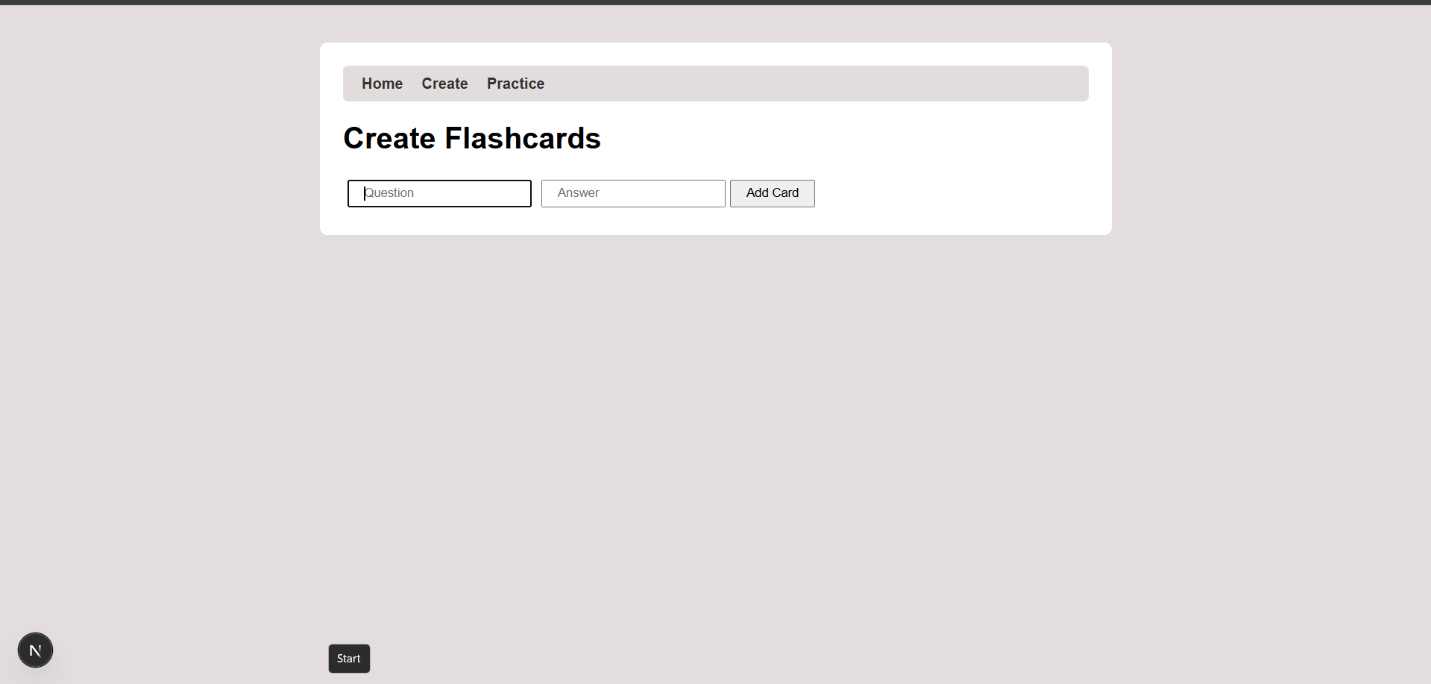 Home Create Practice
Create Flashcards
Question Answer Add Card
N
Start